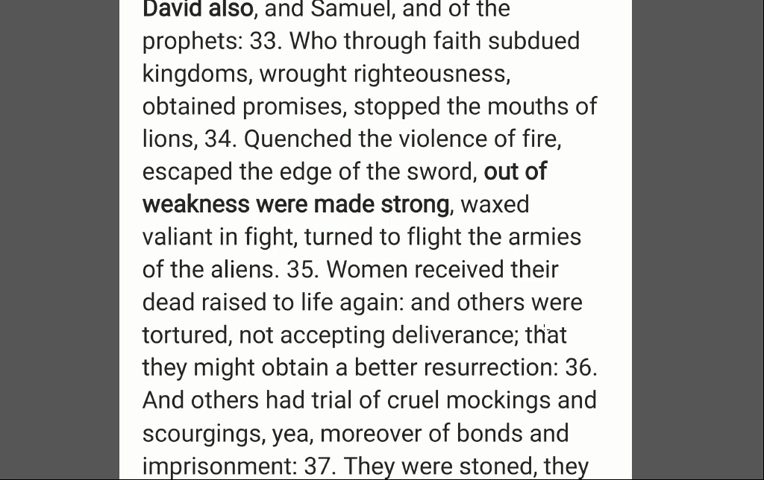 David also, and Samuel, and of the
prophets: 33. Who through faith subdued
kingdoms, wrought righteousness,
obtained promises, stopped the mouths of
lions, 34. Quenched the violence of fire,
escaped the edge of the sword, out of
weakness were made strong, waxed
valiant in fight, turned to flight the armies
of the aliens. 35. Women received their
dead raised to life again: and others were
tortured, not accepting deliverance; that
they might obtain a better resurrection: 36.
And others had trial of cruel mockings and
scourgings, yea, moreover of bonds and
imprisonment: 37. They were stoned, they